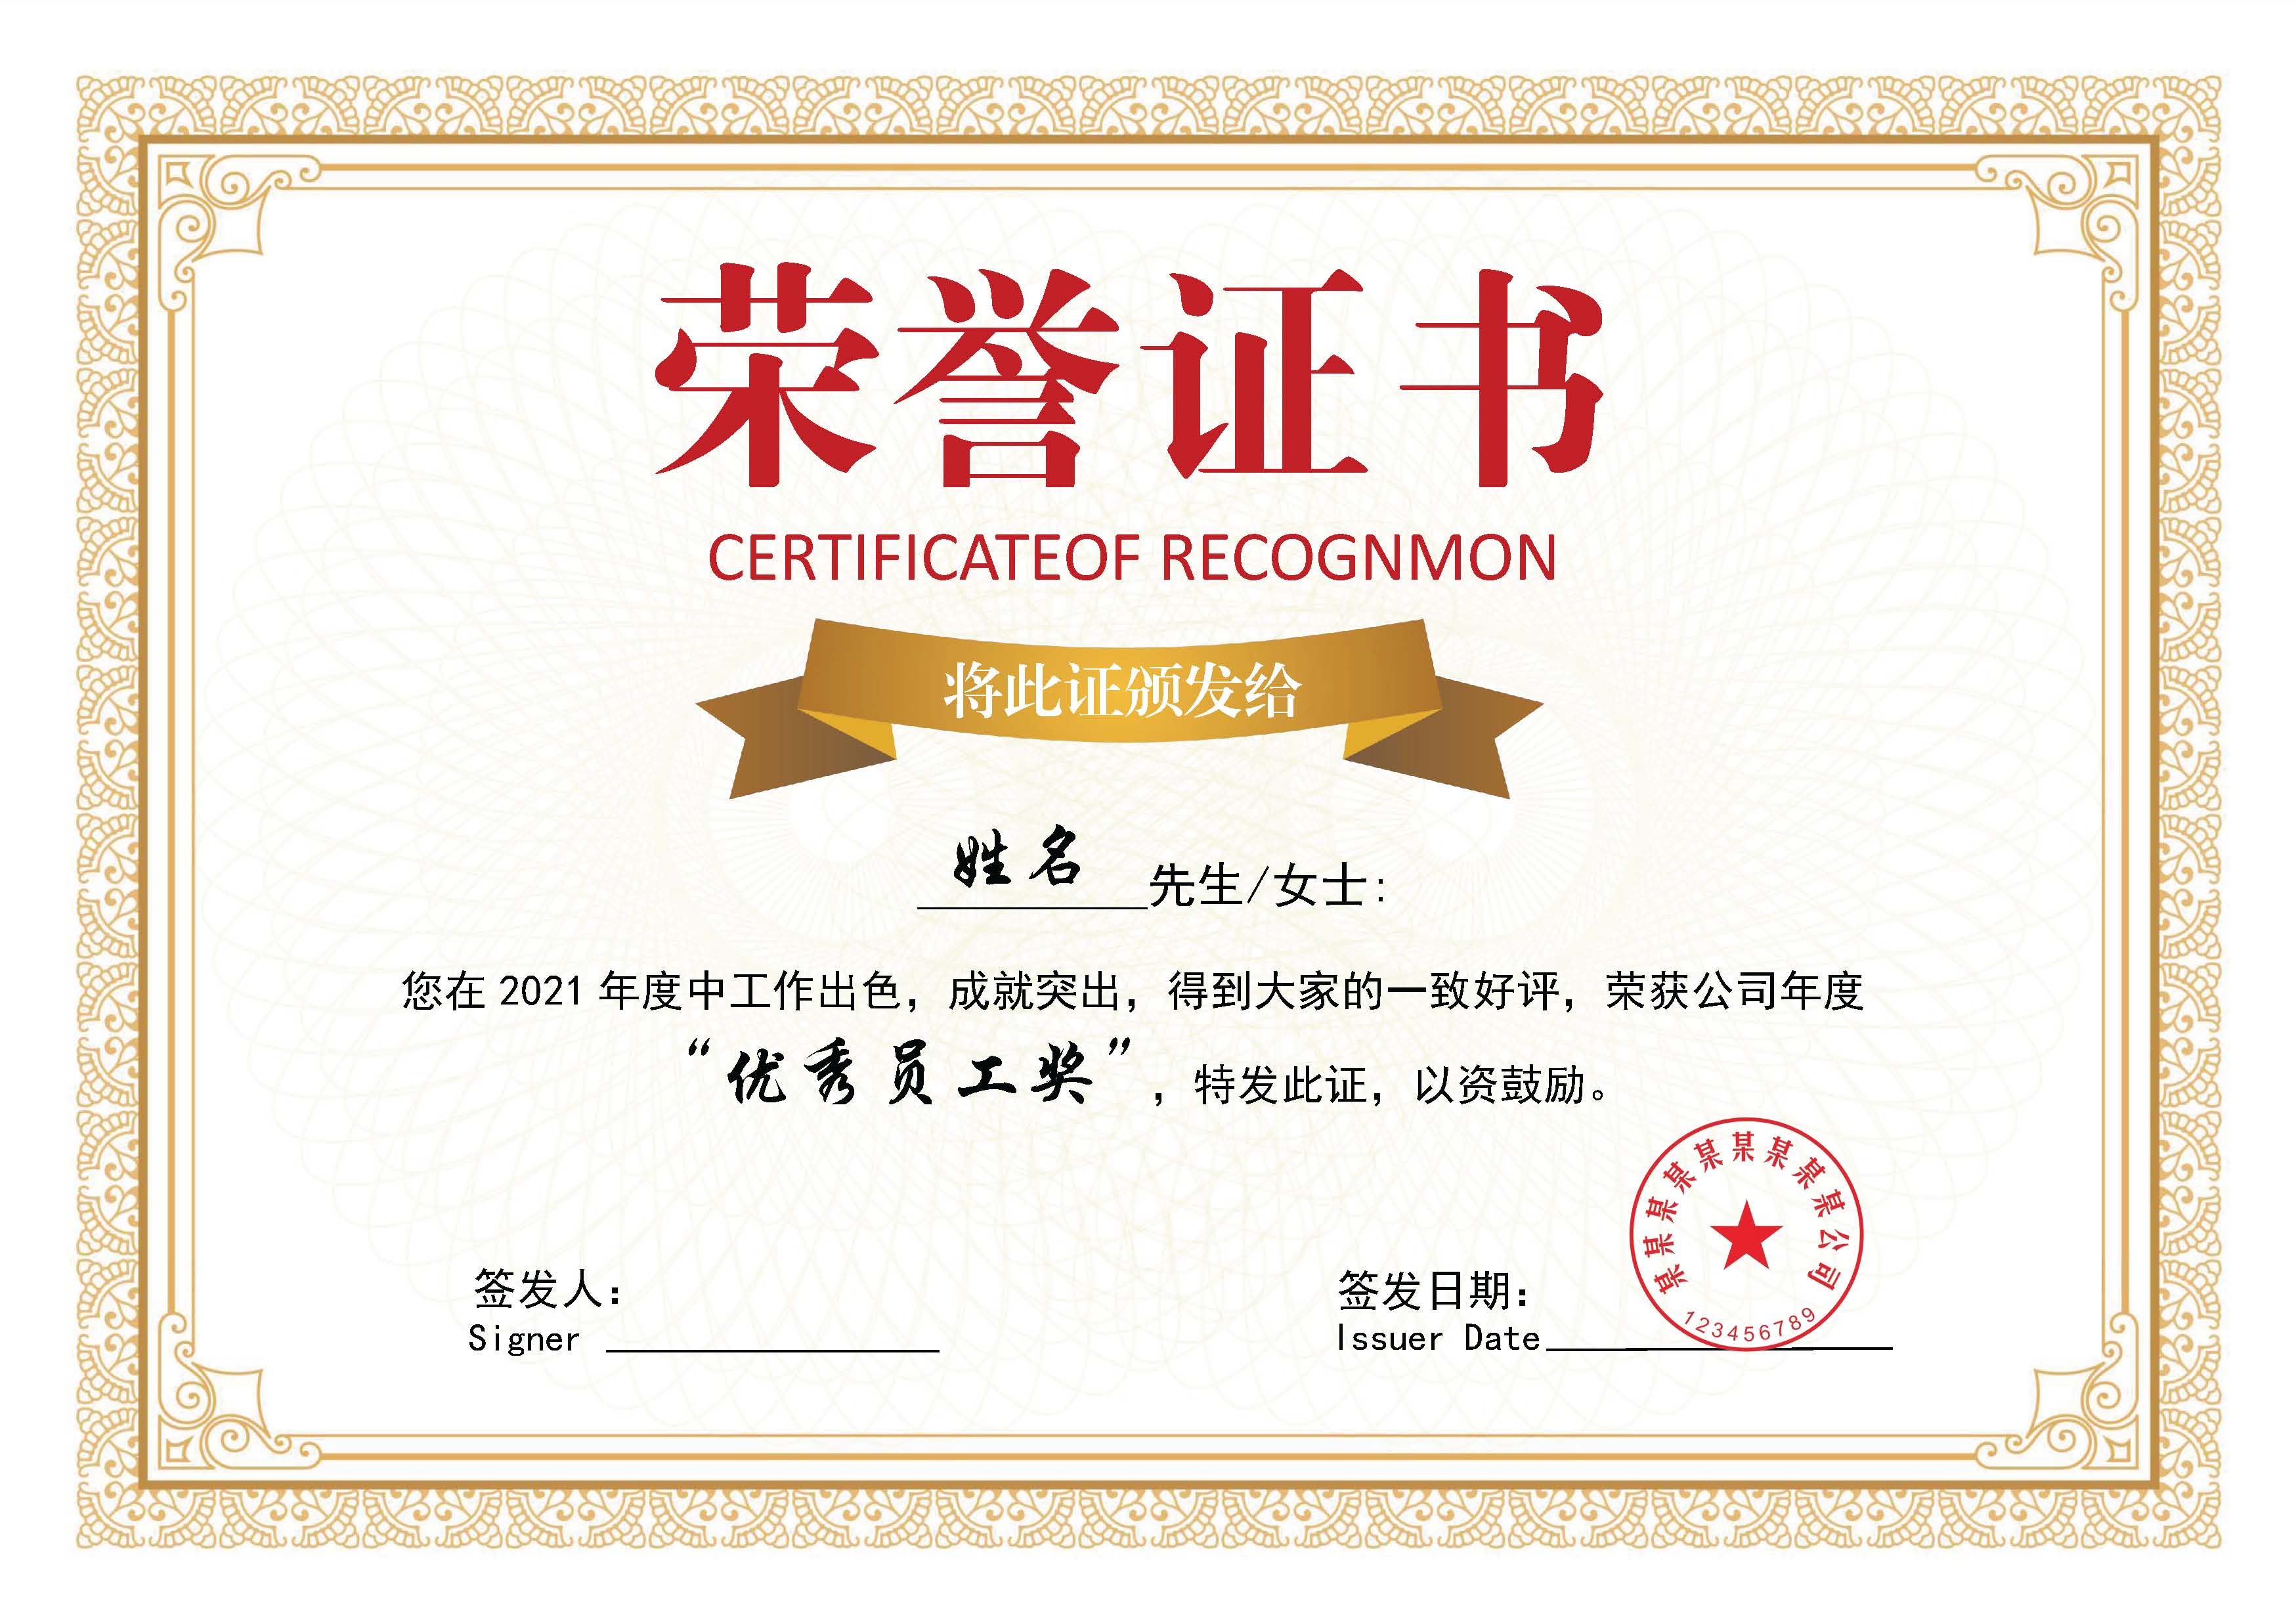 荣誉证书
CERTIFICATEOF RECOGNMON
将此证颁发给
姓名 先生/女士:
您在 2021 年度中工作出色，成就突出，得到大家的一致好评，荣获公司年度
“优秀员工奖”，特发此证，以资鼓励。
某某某某某某某某某公司
123456789
签发人：
Signer
签发日期：
Issuer Date